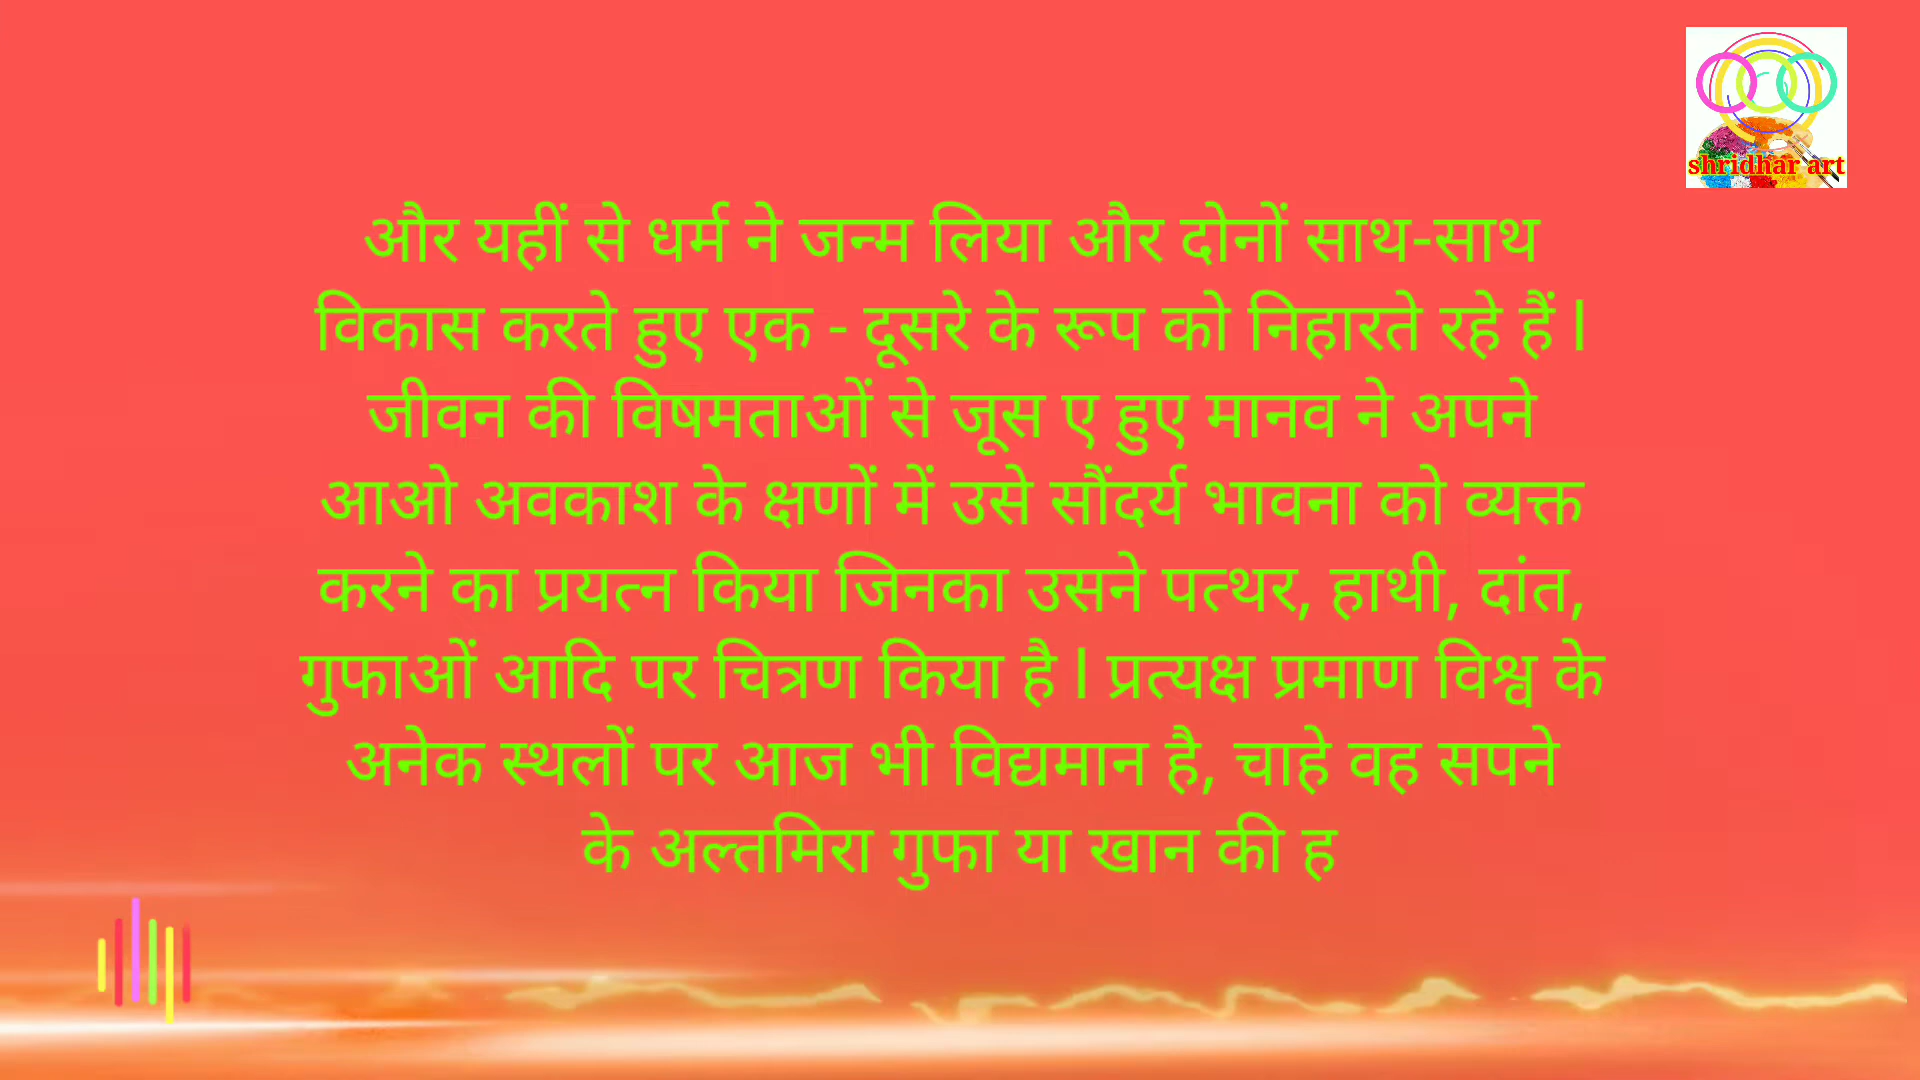 shridhar art
और यहीं से धर्म ने जन्म लिया और दोनों साथ-साथ
विकास करते हुए एक - दूसरे के रूप को निहारते रहे हैं l
जीवन की विषमताओं से जूस ए हुए मानव ने अपने
आओ अवकाश के क्षणों में उसे सौंदर्य भावना को व्यक्त
करने का प्रयत्न किया जिनका उसने पत्थर, हाथी, दांत,
गुफाओं आदि पर चित्रण किया है l प्रत्यक्ष प्रमाण विश्व के
अनेक स्थलों पर आज भी विद्यमान है, चाहे वह सपने
के अल्तमिरा गुफा या खान की ह